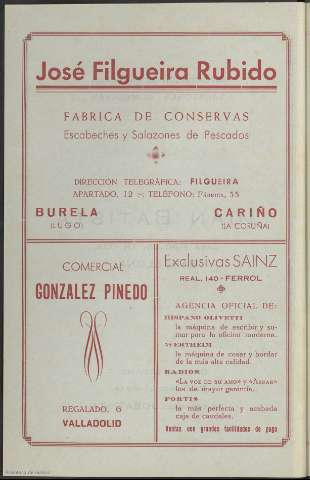 José Filgueira Rubido
FABRICA DE CONSERVAS
Escabeches y Salazones de Pescados
DIRECCIÓN TELEGRÁFICA: FILGUEIRA
APARTADO, 12 :-: TELÉFONO: 55
BURELA
(LUGO)
CARIÑO
(LA CORUÑA)
COMERCIAL
GONZALEZ PINEDO
REGALADO, 6
VALLADOLID
Exclusivas SAINZ
REAL, 140 - FERROL
AGENCIA OFICIAL DE:
HISPANO OLIVETTI
la máquina de escribir y su-
mar para la oficina moderna.
WERTHEIM
la máquina de coser y bordar
de la más alta calidad.
RADIOS
«LA VOZ DE SU AMO» Y
los de mayor garantía.
FORTIS
la más perfecta y acabada
caja de caudales.
Ventas con grandes facilidades de pago